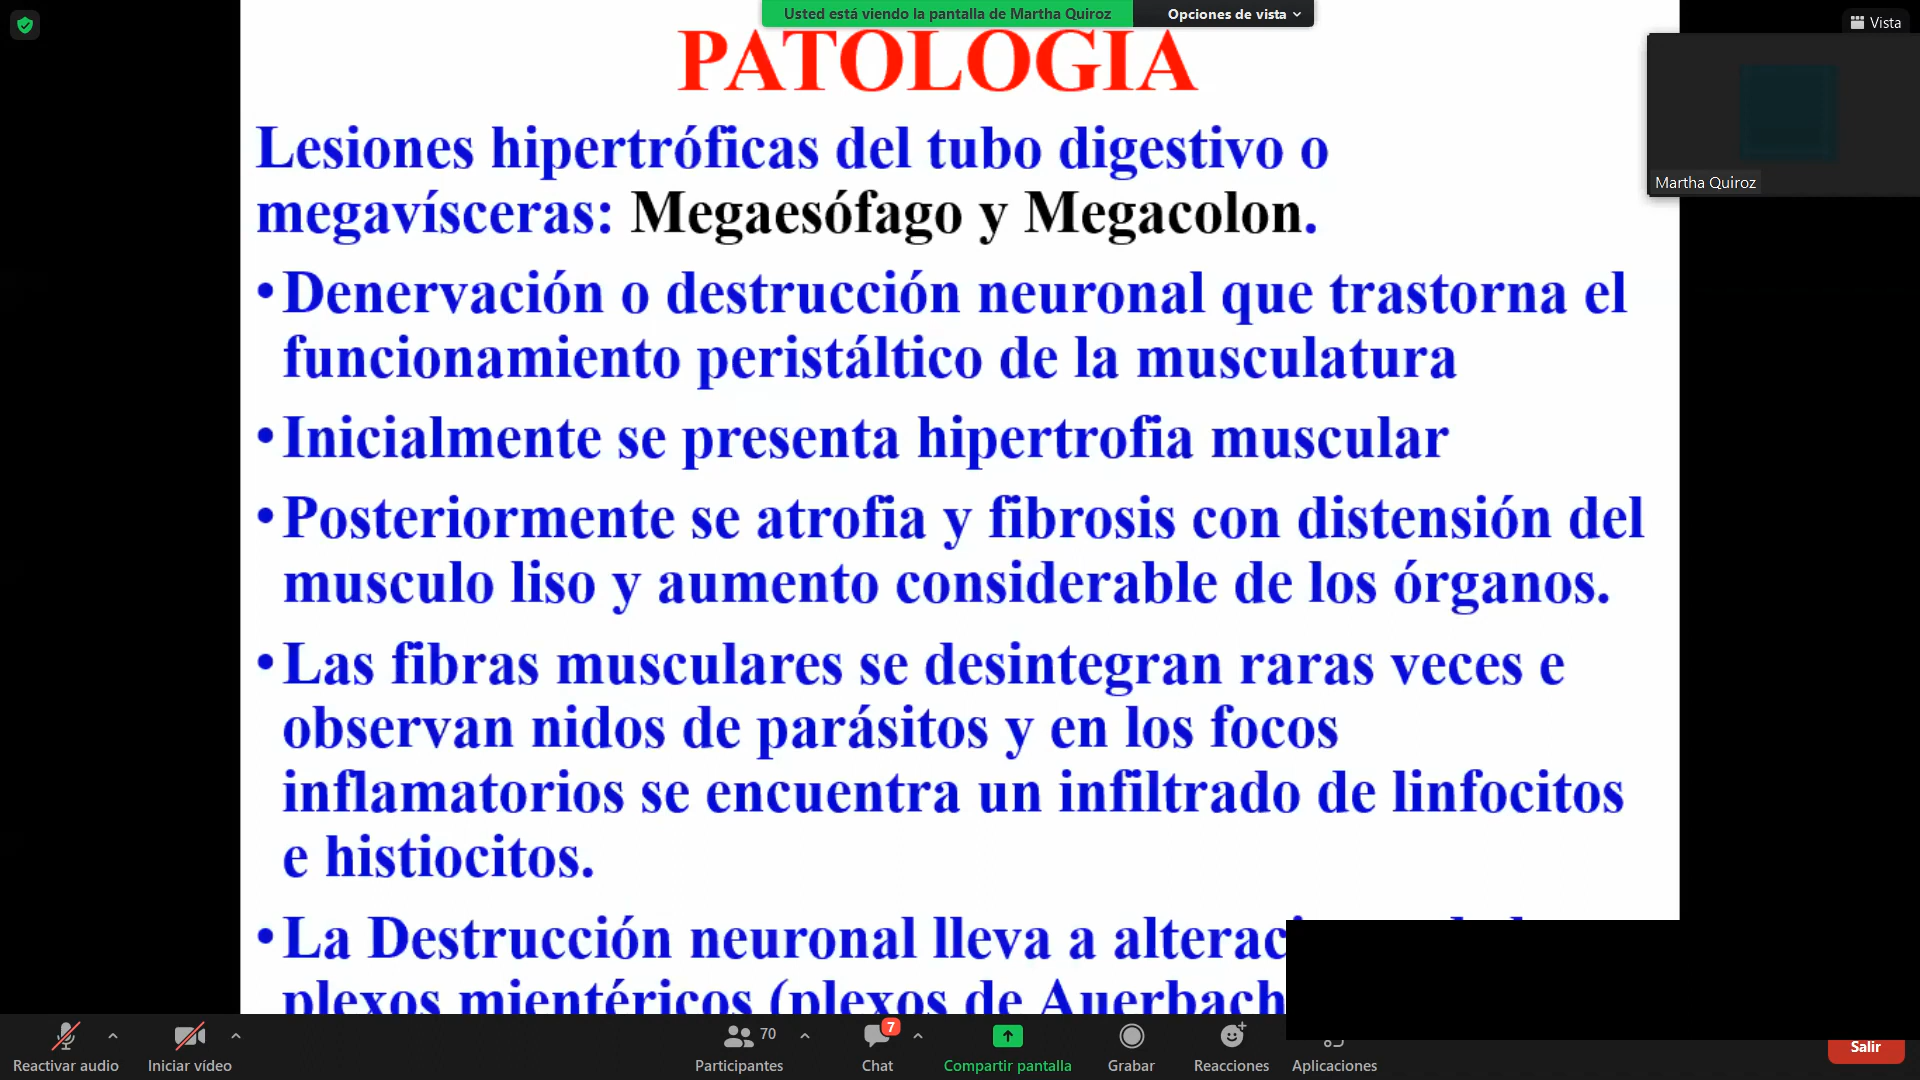 Usted está viendo la pantalla de Martha Quiroz
Opciones de vista
Vista
PATOLOGIA
Martha Quiroz
Lesiones hipertróficas del tubo digestivo o
megavísceras: Megaesófago y Megacolon.
•Denervación o destrucción neuronal que trastorna el
funcionamiento peristáltico de la musculatura
•Inicialmente se presenta hipertrofia muscular
•Posteriormente se atrofia y fibrosis con distensión del
musculo liso y aumento considerable de los órganos.
•Las fibras musculares se desintegran raras veces e
observan nidos de parásitos y en los focos
inflamatorios se encuentra un infiltrado de linfocitos
e histiocitos.
•La Destrucción neuronal lleva a
plexos mientéricos (plexos de Auerbach
70
7
Reactivar audio
Iniciar vídeo
Participantes
Chat
Compartir pantalla
Grabar
Reacciones
Aplicaciones
Salir